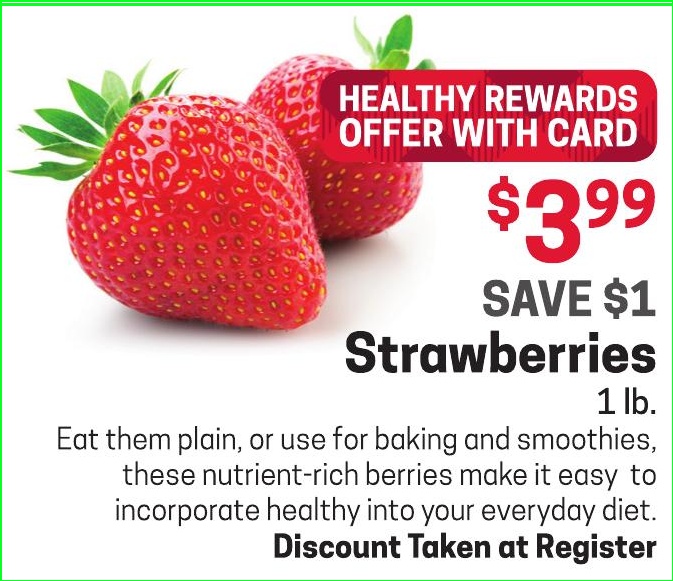 HEALTHY REWARDS
OFFER WITH CARD
$3.99
SAVE $1
Strawberries
1 lb.
Eat them plain, or use for baking and smoothies,
these nutrient-rich berries make it easy  to
incorporate healthy into your everyday diet.
Discount Taken at Register